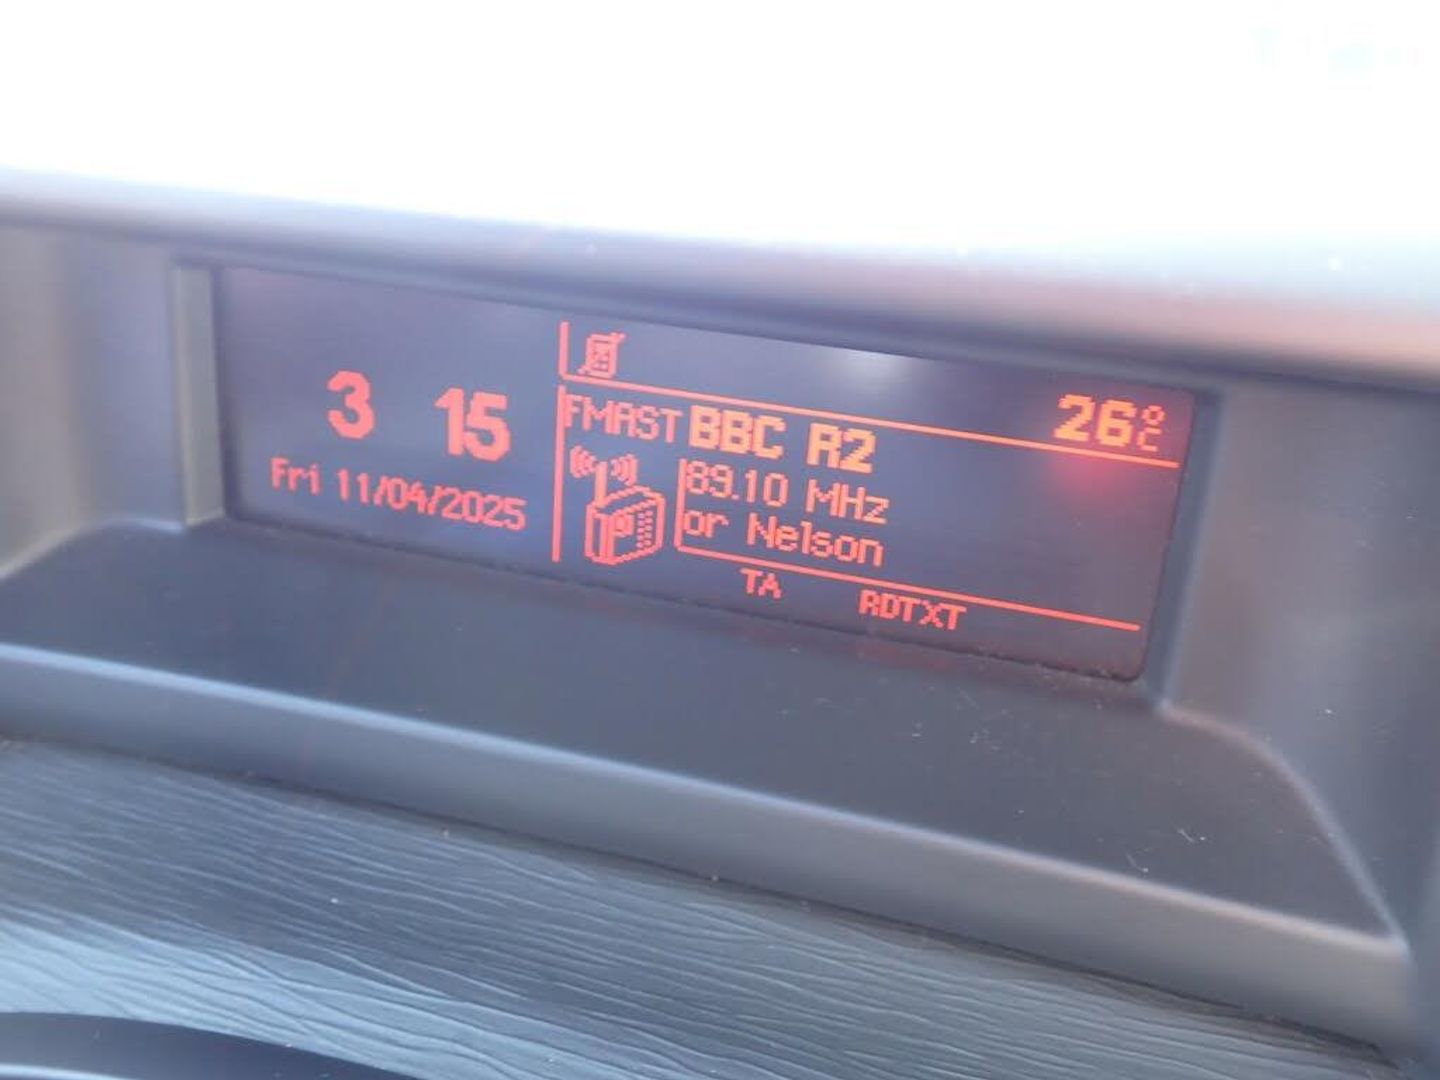 3 15
Fri 11/04/2025
26°C
FMAST BBC R2
89.10 MHz
or Nelson
TA RDTXT